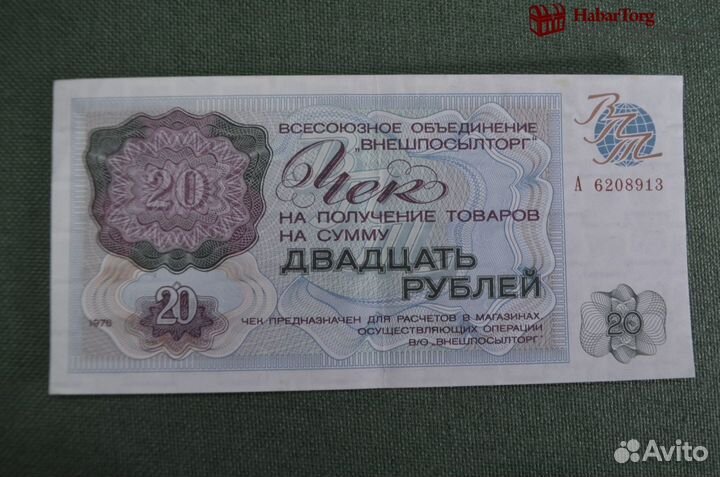 HabarTorg
ВСЕСОЮЗНОЕ ОБЪЕДИНЕНИЕ
„ВНЕШПОСЫЛТОРГ"
Чек
НА ПОЛУЧЕНИЕ ТОВАРОВ
НА СУММУ
ДВАДЦАТЬ
РУБЛЕЙ
ЧЕК ПРЕДНАЗНАЧЕН ДЛЯ РАСЧЕТОВ В МАГАЗИНАХ,
ОСУЩЕСТВЛЯЮЩИХ ОПЕРАЦИИ
В/О „ВНЕШПОСЫЛТОРГ"
20
20
1976
ВПТ
А 6208913
20
Avito